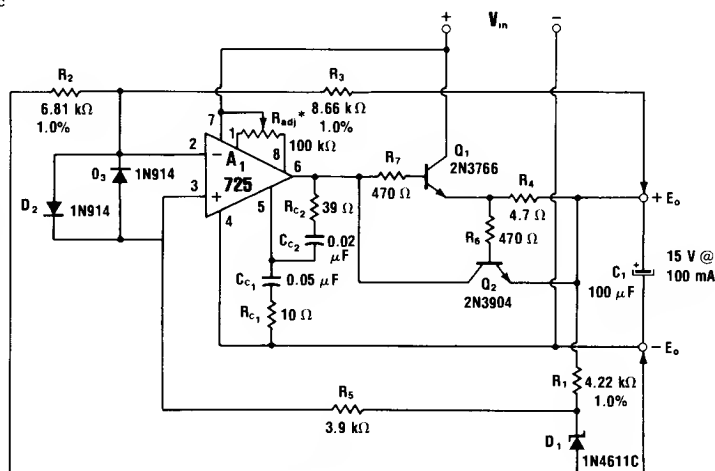 c
+ V_in −
R2
6.81 kΩ
1.0%
R3
8.66 kΩ
1.0%
7
1
R_adj*
100 kΩ
8
2
3
−
+
A1
725
6
5
4
O3
1N914
D2
1N914
R7
470 Ω
Q1
2N3766
R4
4.7 Ω
R6
470 Ω
Q2
2N3904
R_C2
39 Ω
C_C2
0.02
μF
C_C1
0.05 μF
R_C1
10 Ω
+ E_o
15 V @
100 mA
+
C1
100 μF
− E_o
R1
4.22 kΩ
1.0%
R5
3.9 kΩ
D1
1N4611C